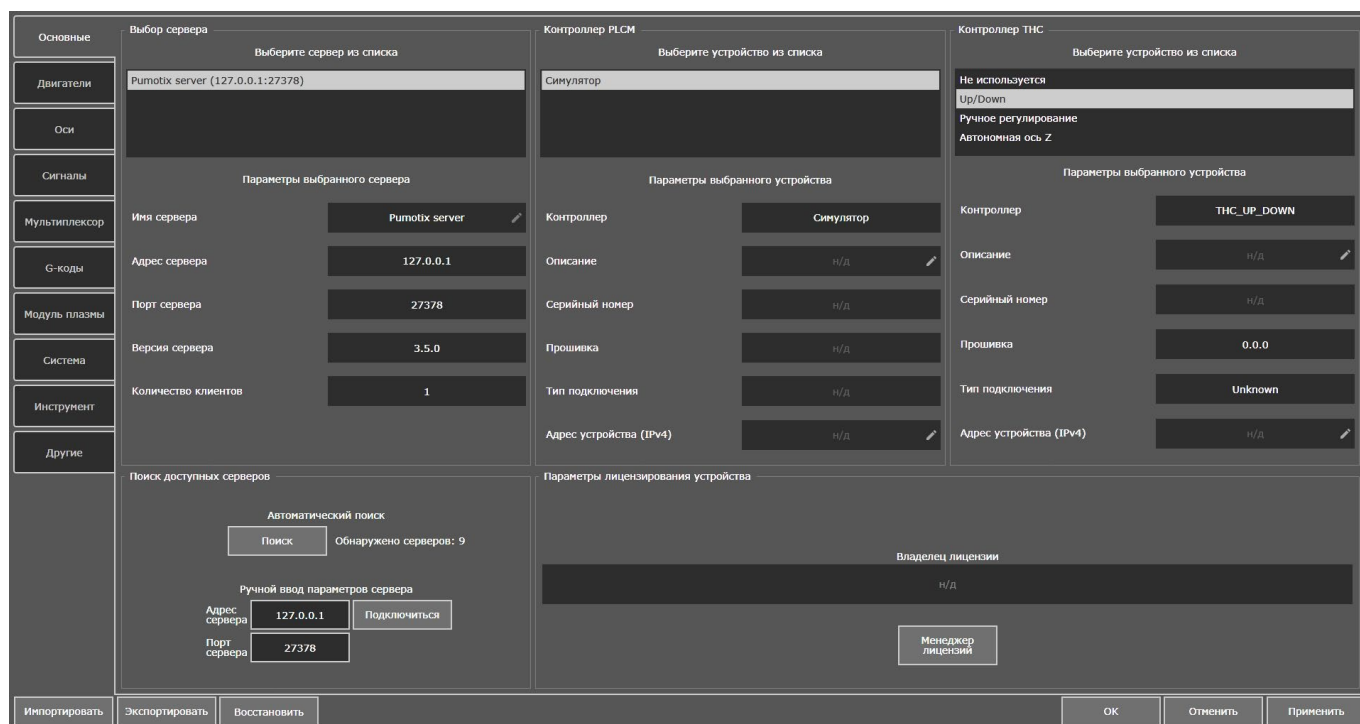 Основные
Двигатели
Оси
Сигналы
Мультиплексор
G-коды
Модуль плазмы
Система
Инструмент
Другие
Выбор сервера
Выберите сервер из списка
Pumotix server (127.0.0.1:27378)
Параметры выбранного сервера
Имя сервера Pumotix server
Адрес сервера 127.0.0.1
Порт сервера 27378
Версия сервера 3.5.0
Количество клиентов 1
Контроллер PLCM
Выберите устройство из списка
Симулятор
Параметры выбранного устройства
Контроллер Симулятор
Описание н/д
Серийный номер н/д
Прошивка н/д
Тип подключения н/д
Адрес устройства (IPv4) н/д
Контроллер THC
Выберите устройство из списка
Не используется
Up/Down
Ручное регулирование
Автономная ось Z
Параметры выбранного устройства
Контроллер THC_UP_DOWN
Описание н/д
Серийный номер н/д
Прошивка 0.0.0
Тип подключения Unknown
Адрес устройства (IPv4) н/д
Поиск доступных серверов
Автоматический поиск
Поиск Обнаружено серверов: 9
Ручной ввод параметров сервера
Адрес
сервера 127.0.0.1 Подключиться
Порт
сервера 27378
Параметры лицензирования устройства
Владелец лицензии
н/д
Менеджер
лицензий
Импортировать Экспортировать Восстановить ОК Отменить Применить